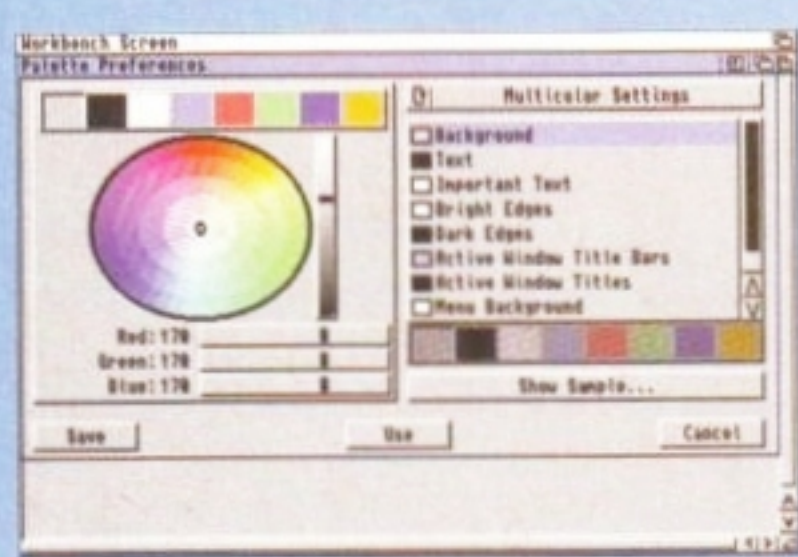 Workbench Screen
Palette Preferences
Multicolor Settings
Background
Text
Important Text
Bright Edges
Dark Edges
Active Window Title Bars
Active Window Titles
Menu Background
Red: 170
Green: 170
Blue: 170
Show Sample...
Save
Use
Cancel